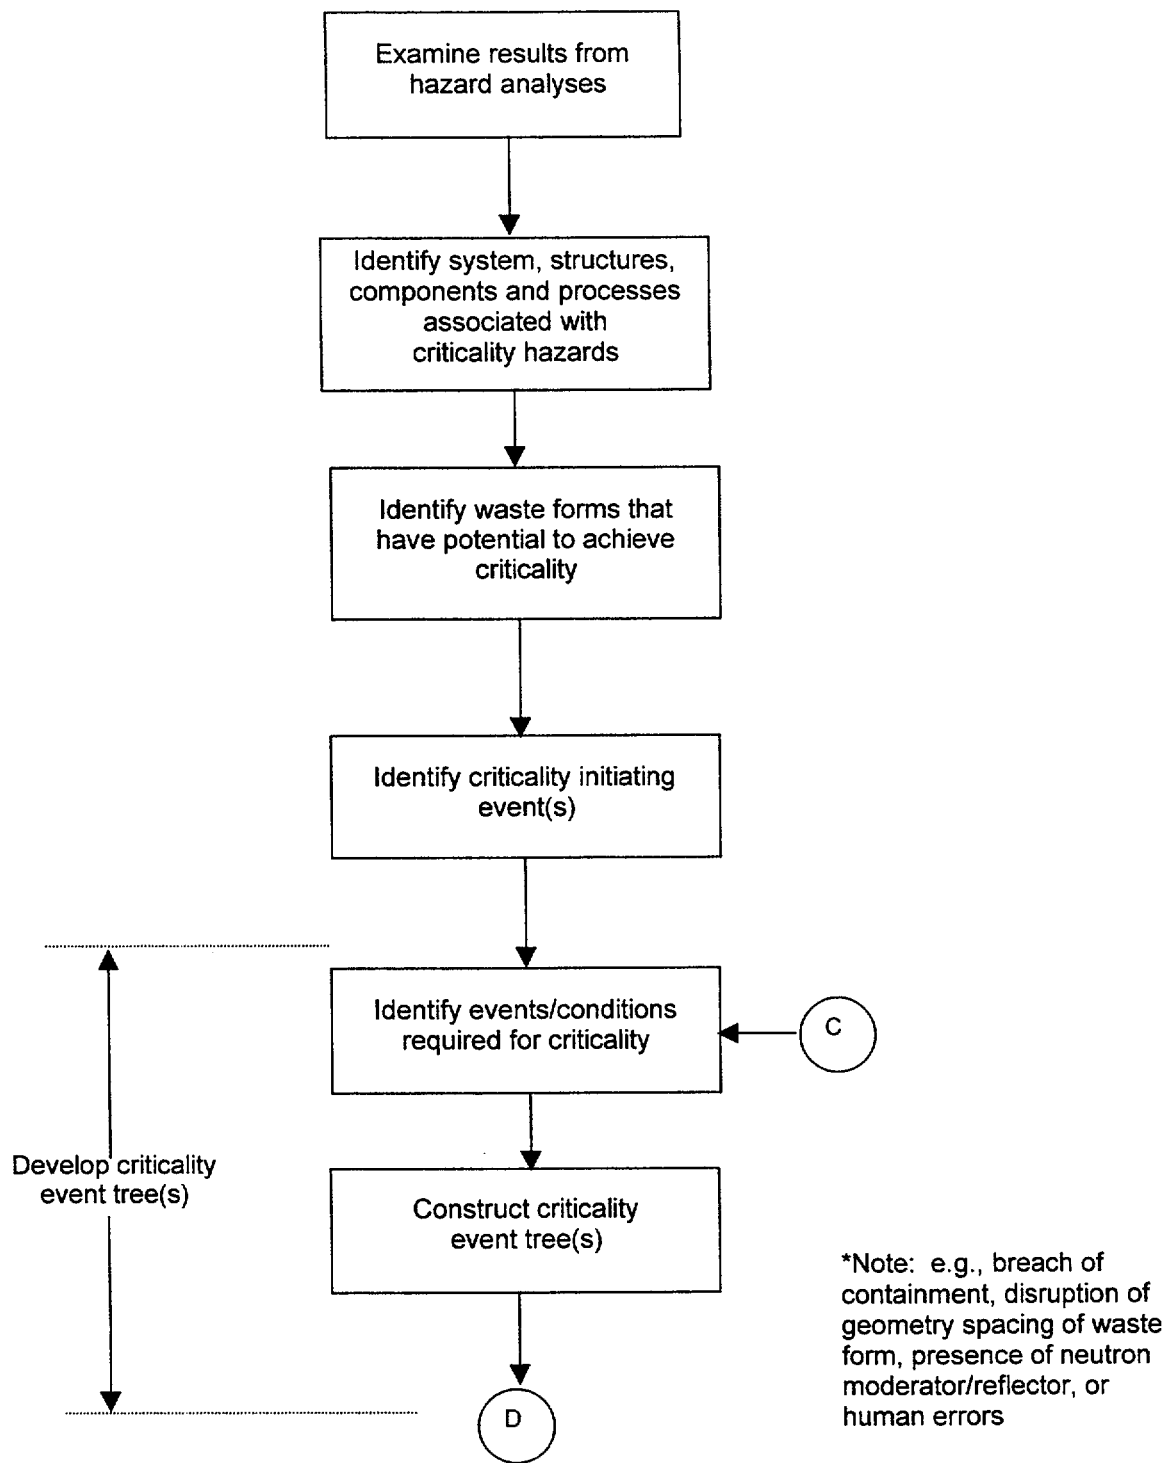 Examine results from
hazard analyses
Identify system, structures,
components and processes
associated with
criticality hazards
Identify waste forms that
have potential to achieve
criticality
Identify criticality initiating
event(s)
Identify events/conditions
required for criticality
C
Develop criticality
event tree(s)
Construct criticality
event tree(s)
D
*Note: e.g., breach of
containment, disruption of
geometry spacing of waste
form, presence of neutron
moderator/reflector, or
human errors